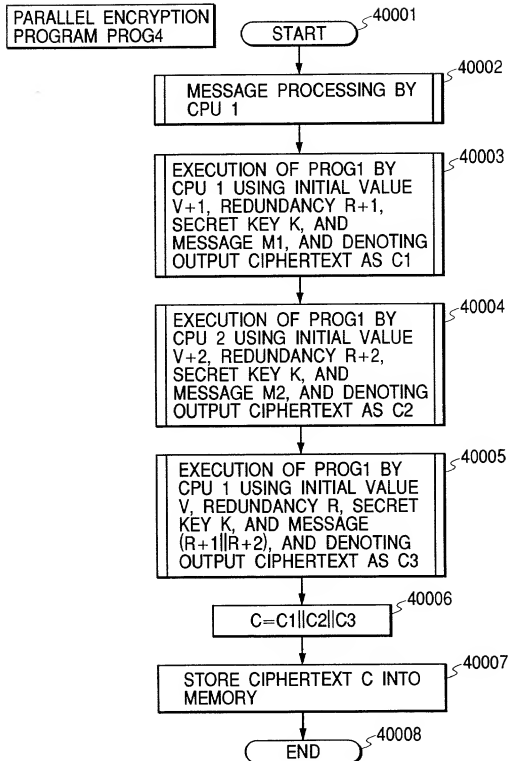 PARALLEL ENCRYPTION
PROGRAM PROG4
START
40001
MESSAGE PROCESSING BY
CPU 1
40002
EXECUTION OF PROG1 BY
CPU 1 USING INITIAL VALUE
V+1, REDUNDANCY R+1,
SECRET KEY K, AND
MESSAGE M1, AND DENOTING
OUTPUT CIPHERTEXT AS C1
40003
EXECUTION OF PROG1 BY
CPU 2 USING INITIAL VALUE
V+2, REDUNDANCY R+2,
SECRET KEY K, AND
MESSAGE M2, AND DENOTING
OUTPUT CIPHERTEXT AS C2
40004
EXECUTION OF PROG1 BY
CPU 1 USING INITIAL VALUE
V, REDUNDANCY R, SECRET
KEY K, AND MESSAGE
(R+1||R+2), AND DENOTING
OUTPUT CIPHERTEXT AS C3
40005
C=C1||C2||C3
40006
STORE CIPHERTEXT C INTO
MEMORY
40007
END
40008